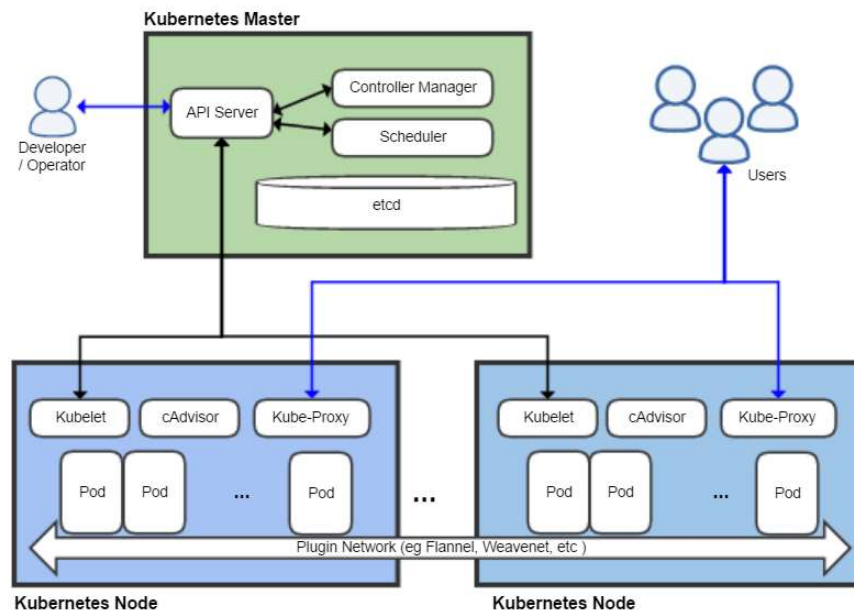 Kubernetes Master
API Server
Controller Manager
Scheduler
etcd
Developer
/ Operator
Users
Kubelet
cAdvisor
Kube-Proxy
Pod
Pod
...
Pod
...
Kubelet
cAdvisor
Kube-Proxy
Pod
Pod
...
Pod
Plugin Network (eg Flannel, Weavenet, etc )
Kubernetes Node
Kubernetes Node